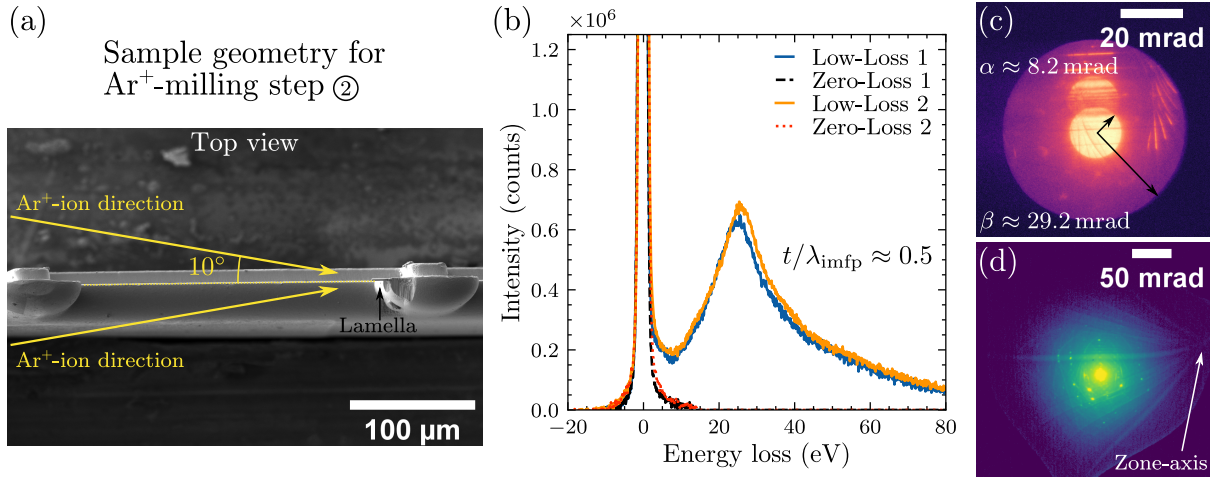 (a)
Sample geometry for
Ar⁺-milling step ②
Top view
Ar⁺-ion direction
10°
Lamella
Ar⁺-ion direction
100 µm
(b)
×10⁶
1.2
1.0
0.8
0.6
0.4
0.2
0.0
−20
0
20
40
60
80
Intensity (counts)
Energy loss (eV)
Low-Loss 1
Zero-Loss 1
Low-Loss 2
Zero-Loss 2
t/λimfp ≈ 0.5
(c)
20 mrad
α ≈ 8.2 mrad
β ≈ 29.2 mrad
(d)
50 mrad
Zone-axis